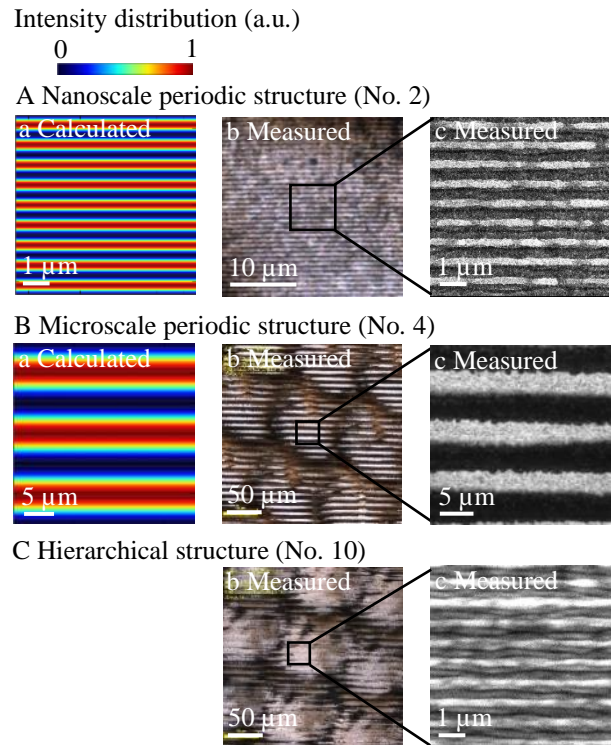 Intensity distribution (a.u.)
0 1
A Nanoscale periodic structure (No. 2)
a Calculated b Measured c Measured
1 µm 10 µm 1 µm
B Microscale periodic structure (No. 4)
a Calculated b Measured c Measured
5 µm 50 µm 5 µm
C Hierarchical structure (No. 10)
b Measured c Measured
50 µm 1 µm